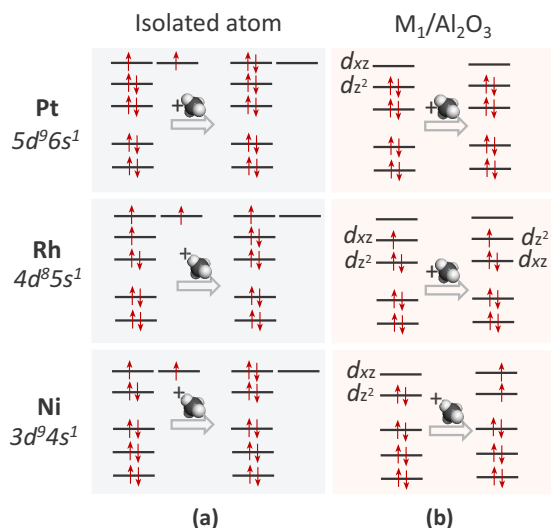 Isolated atom
M₁/Al₂O₃
Pt
5d⁹6s¹
+
dxz
dz²
+
Rh
4d⁸5s¹
+
dxz
dz²
+
dz²
dxz
Ni
3d⁹4s¹
+
dxz
dz²
+
(a)
(b)